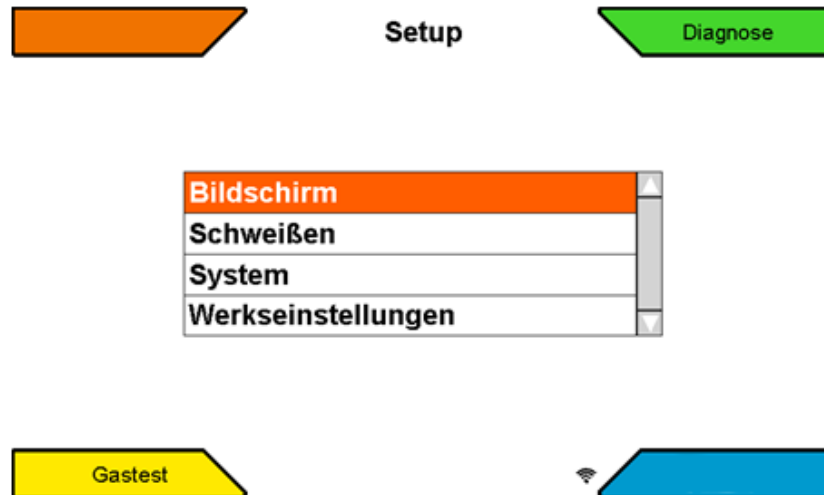 Setup
Diagnose
Bildschirm
Schweißen
System
Werkseinstellungen
Gastest